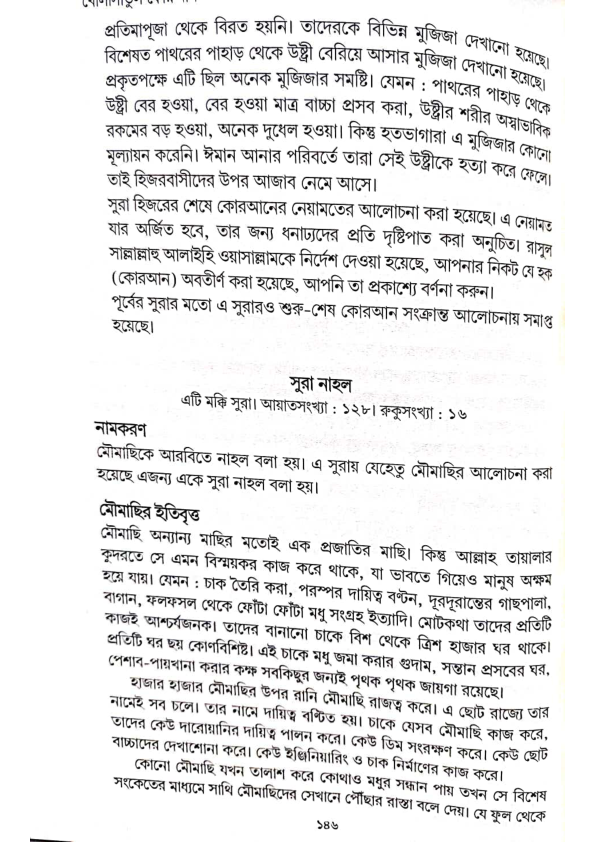 প্রতিমাপূজা থেকে বিরত হয়নি। তাদেরকে বিভিন্ন মুজিজা দেখানো হয়েছে।
বিশেষত পাথরের পাহাড় থেকে উষ্ট্রী বেরিয়ে আসার মুজিজা দেখানো হয়েছে।
প্রকৃতপক্ষে এটি ছিল অনেক মুজিজার সমষ্টি। যেমন : পাথরের পাহাড় থেকে
উষ্ট্রী বের হওয়া, বের হওয়া মাত্র বাচ্চা প্রসব করা, উষ্ট্রীর শরীর অস্বাভাবিক
রকমের বড় হওয়া, অনেক দুধেল হওয়া। কিন্তু হতভাগারা এ মুজিজার কোনো
মূল্যায়ন করেনি। ঈমান আনার পরিবর্তে তারা সেই উষ্ট্রীকে হত্যা করে ফেলে।
তাই হিজরবাসীদের উপর আজাব নেমে আসে।
সুরা হিজরের শেষে কোরআনের নেয়ামতের আলোচনা করা হয়েছে। এ নেয়ামত
যার অর্জিত হবে, তার জন্য ধনাঢ্যদের প্রতি দৃষ্টিপাত করা অনুচিত। রাসুল
সাল্লাল্লাহু আলাইহি ওয়াসাল্লামকে নির্দেশ দেওয়া হয়েছে, আপনার নিকট যে হক
(কোরআন) অবতীর্ণ করা হয়েছে, আপনি তা প্রকাশ্যে বর্ণনা করুন।
পূর্বের সুরার মতো এ সুরারও শুরু-শেষ কোরআন সংক্রান্ত আলোচনায় সমাপ্ত
হয়েছে।
সুরা নাহল
এটি মক্কি সুরা। আয়াতসংখ্যা : ১২৮। রুকুসংখ্যা : ১৬
নামকরণ
মৌমাছিকে আরবিতে নাহল বলা হয়। এ সুরায় যেহেতু মৌমাছির আলোচনা করা
হয়েছে এজন্য একে সুরা নাহল বলা হয়।
মৌমাছির ইতিবৃত্ত
মৌমাছি অন্যান্য মাছির মতোই এক প্রজাতির মাছি। কিন্তু আল্লাহ তায়ালার
কুদরতে সে এমন বিস্ময়কর কাজ করে থাকে, যা ভাবতে গিয়েও মানুষ অক্ষম
হয়ে যায়। যেমন : চাক তৈরি করা, পরস্পর দায়িত্ব বণ্টন, দূরদূরান্তের গাছপালা,
বাগান, ফলফসল থেকে ফোঁটা ফোঁটা মধু সংগ্রহ ইত্যাদি। মোটকথা তাদের প্রতিটি
কাজই আশ্চর্যজনক। তাদের বানানো চাকে বিশ থেকে ত্রিশ হাজার ঘর থাকে।
প্রতিটি ঘর ছয় কোণবিশিষ্ট। এই চাকে মধু জমা করার গুদাম, সন্তান প্রসবের ঘর,
পেশাব-পায়খানা করার কক্ষ সবকিছুর জন্যই পৃথক পৃথক জায়গা রয়েছে।
হাজার হাজার মৌমাছির উপর রানি মৌমাছি রাজত্ব করে। এ ছোট রাজ্যে তার
নামেই সব চলে। তার নামে দায়িত্ব বণ্টিত হয়। চাকে যেসব মৌমাছি কাজ করে,
তাদের কেউ দারোয়ানির দায়িত্ব পালন করে। কেউ ডিম সংরক্ষণ করে। কেউ ছোট
বাচ্চাদের দেখাশোনা করে। কেউ ইঞ্জিনিয়ারিং ও চাক নির্মাণের কাজ করে।
কোনো মৌমাছি যখন তালাশ করে কোথাও মধুর সন্ধান পায় তখন সে বিশেষ
সংকেতের মাধ্যমে সাথি মৌমাছিদের সেখানে পৌঁছার রাস্তা বলে দেয়। যে ফুল থেকে
১৪৬